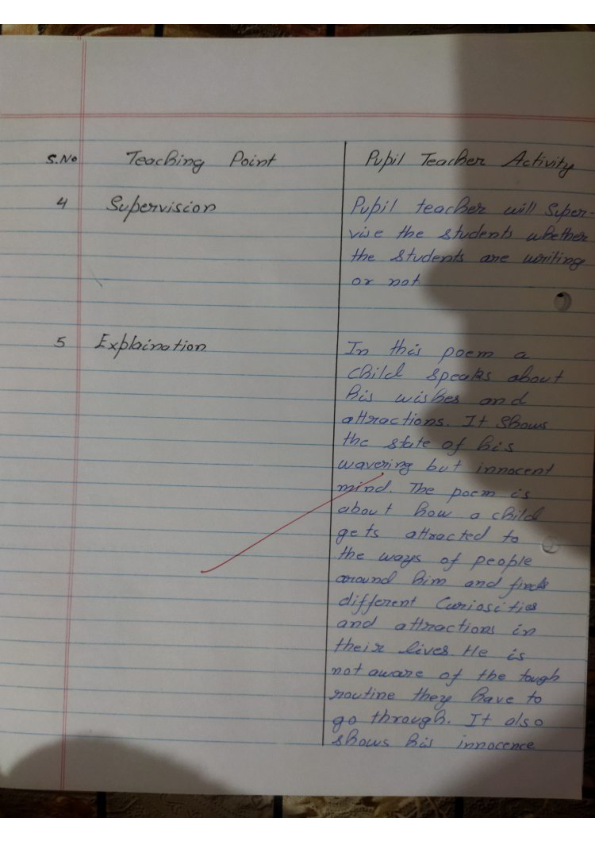 S.No Teaching Point Pupil Teacher Activity
4 Supervision Pupil teacher will Super-
vise the students whether
the students are writing
or not
5 Explaination In this poem a
child speaks about
his wishes and
attractions. It shows
the state of his
wavering but innocent
mind. The poem is
about how a child
gets attracted to
the ways of people
around him and finds
different curiosities
and attractions in
their lives. He is
not aware of the tough
routine they have to
go through. It also
shows his innocence